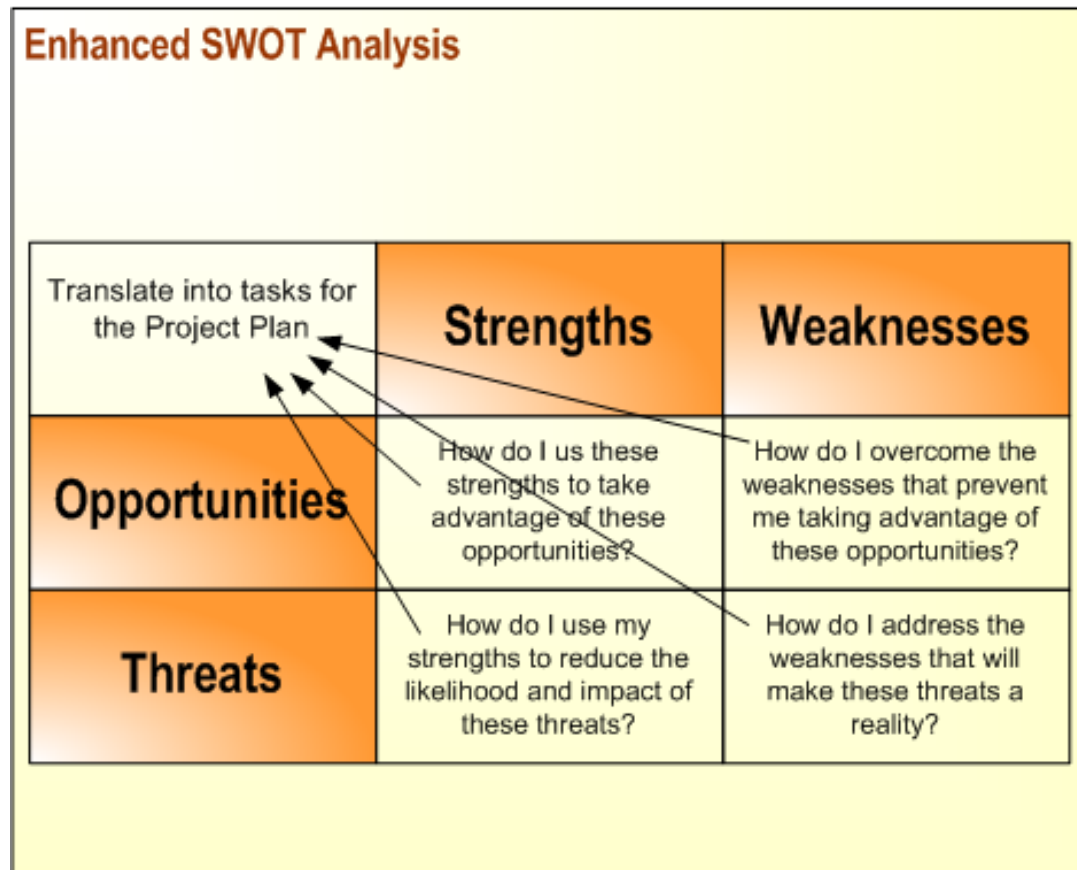 Enhanced SWOT Analysis
Translate into tasks for
the Project Plan
Strengths
Weaknesses
Opportunities
How do I us these
strengths to take
advantage of these
opportunities?
How do I overcome the
weaknesses that prevent
me taking advantage of
these opportunities?
Threats
How do I use my
strengths to reduce the
likelihood and impact of
these threats?
How do I address the
weaknesses that will
make these threats a
reality?